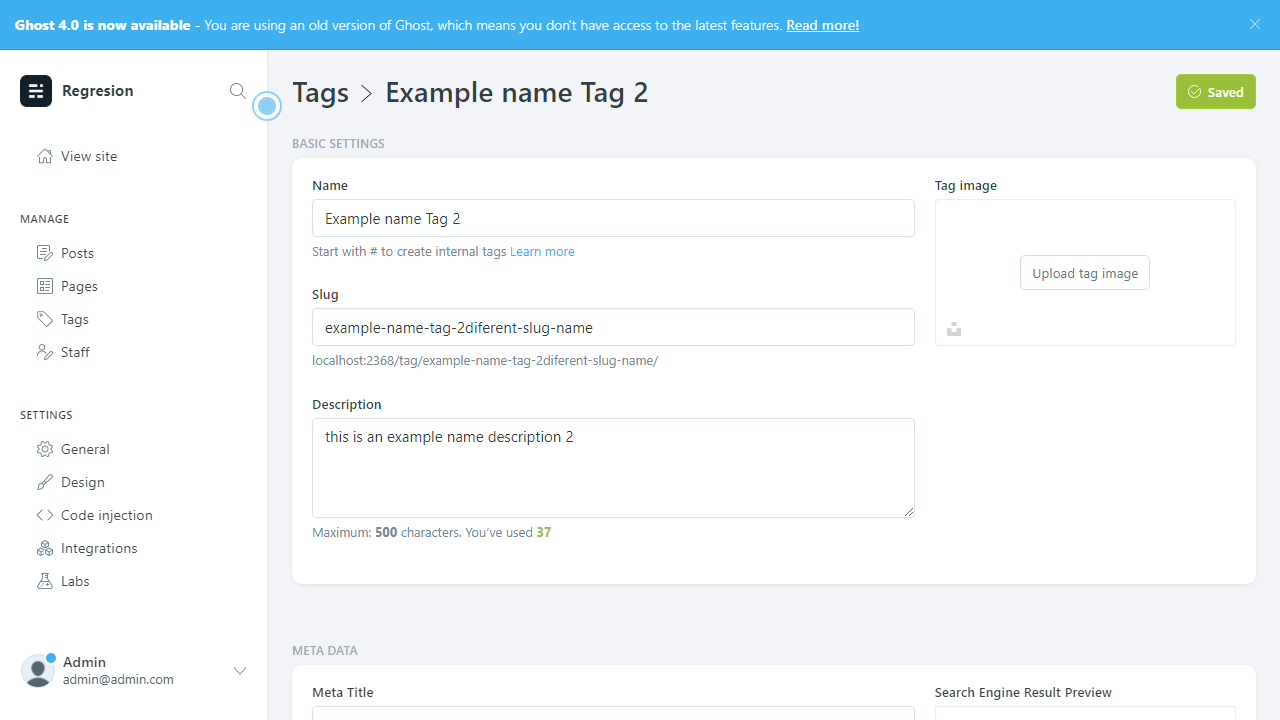 Ghost 4.0 is now available - You are using an old version of Ghost, which means you don't have access to the latest features. Read more!
Regresion
View site
MANAGE
Posts
Pages
Tags
Staff
SETTINGS
General
Design
Code injection
Integrations
Labs
Admin
admin@admin.com
Tags > Example name Tag 2
Saved
BASIC SETTINGS
Name
Example name Tag 2
Start with # to create internal tags Learn more
Slug
example-name-tag-2diferent-slug-name
localhost:2368/tag/example-name-tag-2diferent-slug-name/
Description
this is an example name description 2
Maximum: 500 characters. You’ve used 37
Tag image
Upload tag image
META DATA
Meta Title
Search Engine Result Preview